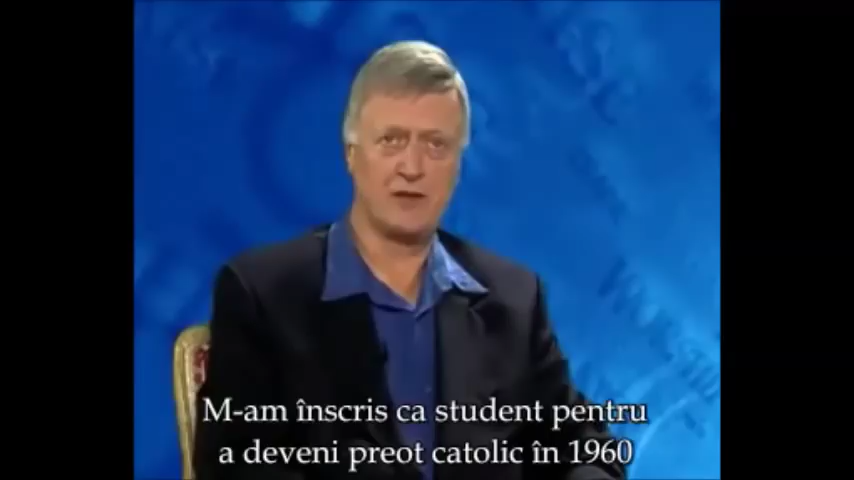 M-am înscris ca student pentru
a deveni preot catolic în 1960